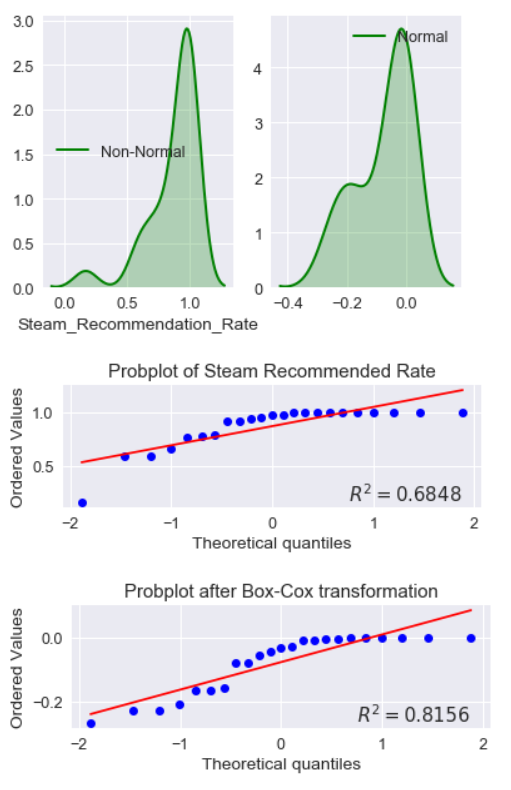 3.0
2.5
2.0
1.5
1.0
0.5
0.0
Non-Normal
0.0 0.5 1.0
Steam_Recommendation_Rate
4
3
2
1
0
Normal
−0.4 −0.2 0.0
Probplot of Steam Recommended Rate
Ordered Values
1.0
0.5
R² = 0.6848
−2 −1 0 1 2
Theoretical quantiles
Probplot after Box-Cox transformation
Ordered Values
0.0
−0.2
R² = 0.8156
−2 −1 0 1 2
Theoretical quantiles